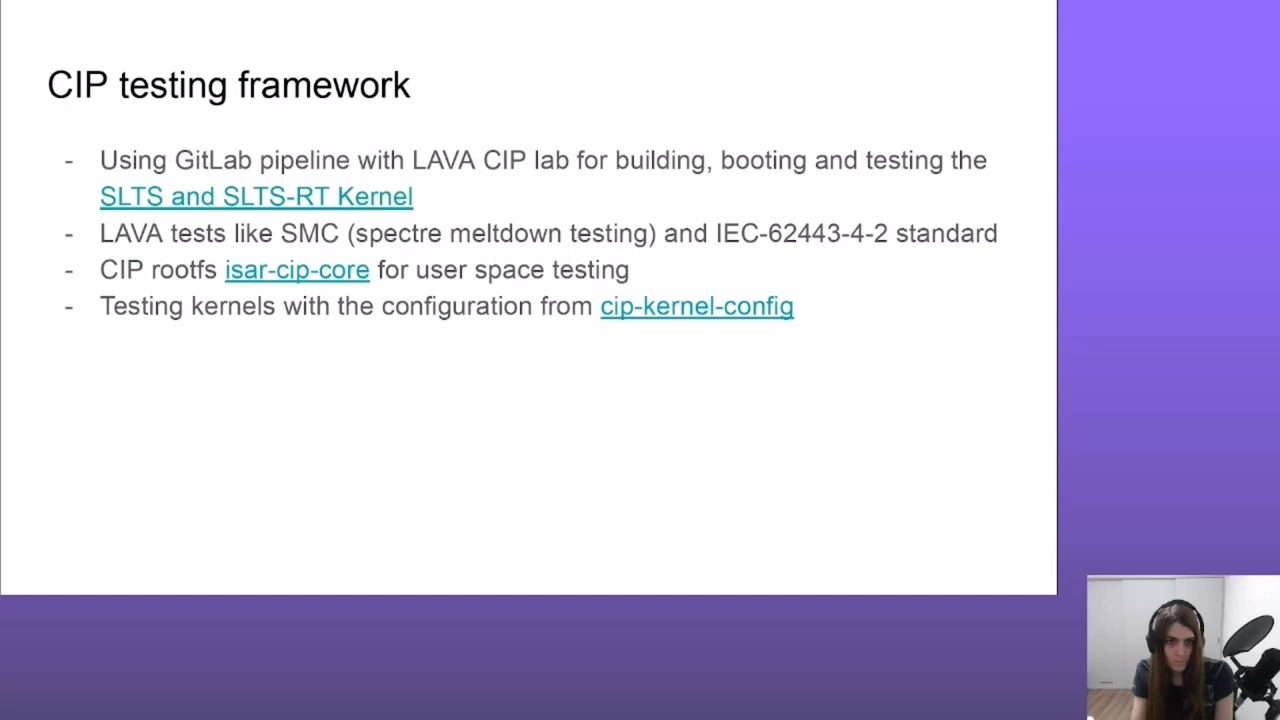 CIP testing framework
- Using GitLab pipeline with LAVA CIP lab for building, booting and testing the
SLTS and SLTS-RT Kernel
- LAVA tests like SMC (spectre meltdown testing) and IEC-62443-4-2 standard
- CIP rootfs isar-cip-core for user space testing
- Testing kernels with the configuration from cip-kernel-config